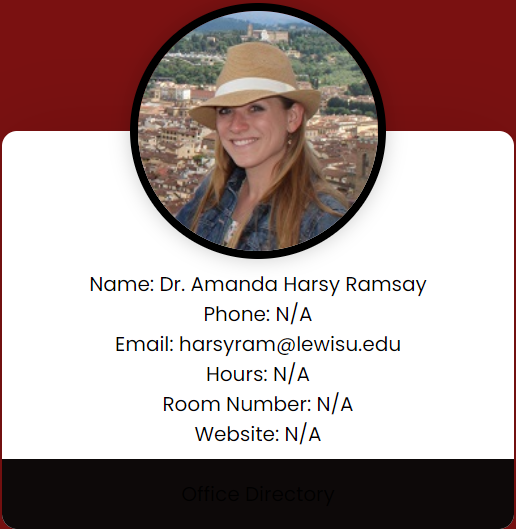 Name: Dr. Amanda Harsy Ramsay
Phone: N/A
Email: harsyram@lewisu.edu
Hours: N/A
Room Number: N/A
Website: N/A
Office Directory